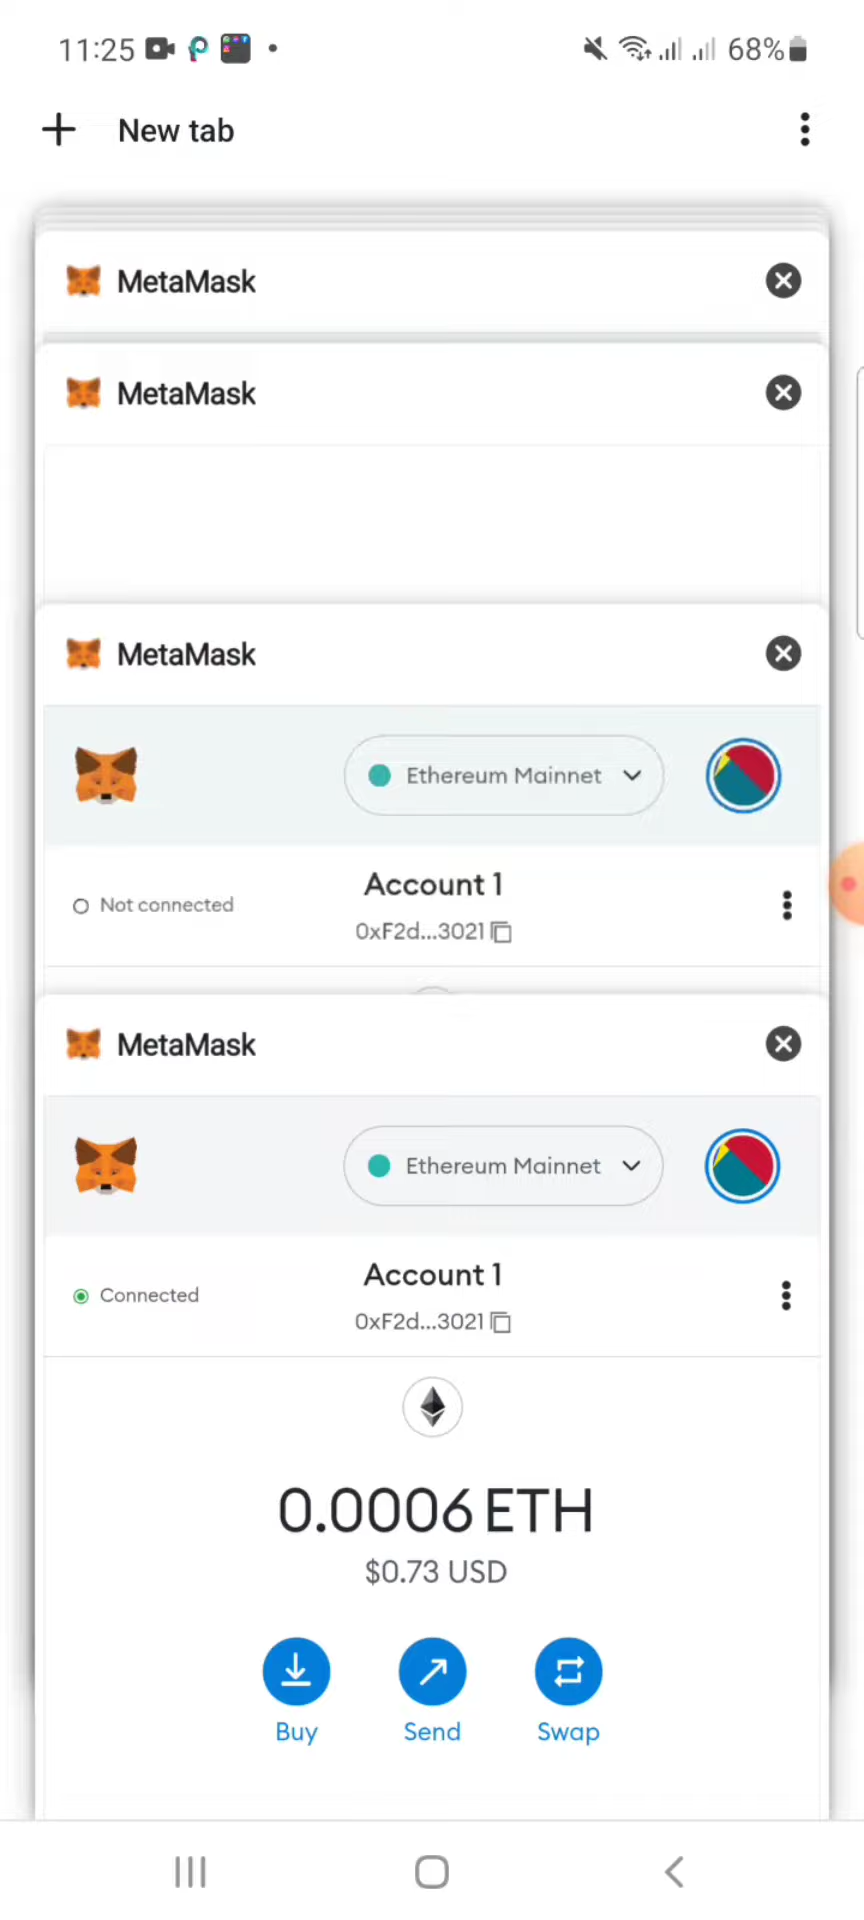 11:25 68%
New tab
MetaMask
MetaMask
MetaMask
Ethereum Mainnet
Account 1
Not connected
0xF2d...3021
MetaMask
Ethereum Mainnet
Account 1
Connected
0xF2d...3021
0.0006 ETH
$0.73 USD
Buy Send Swap